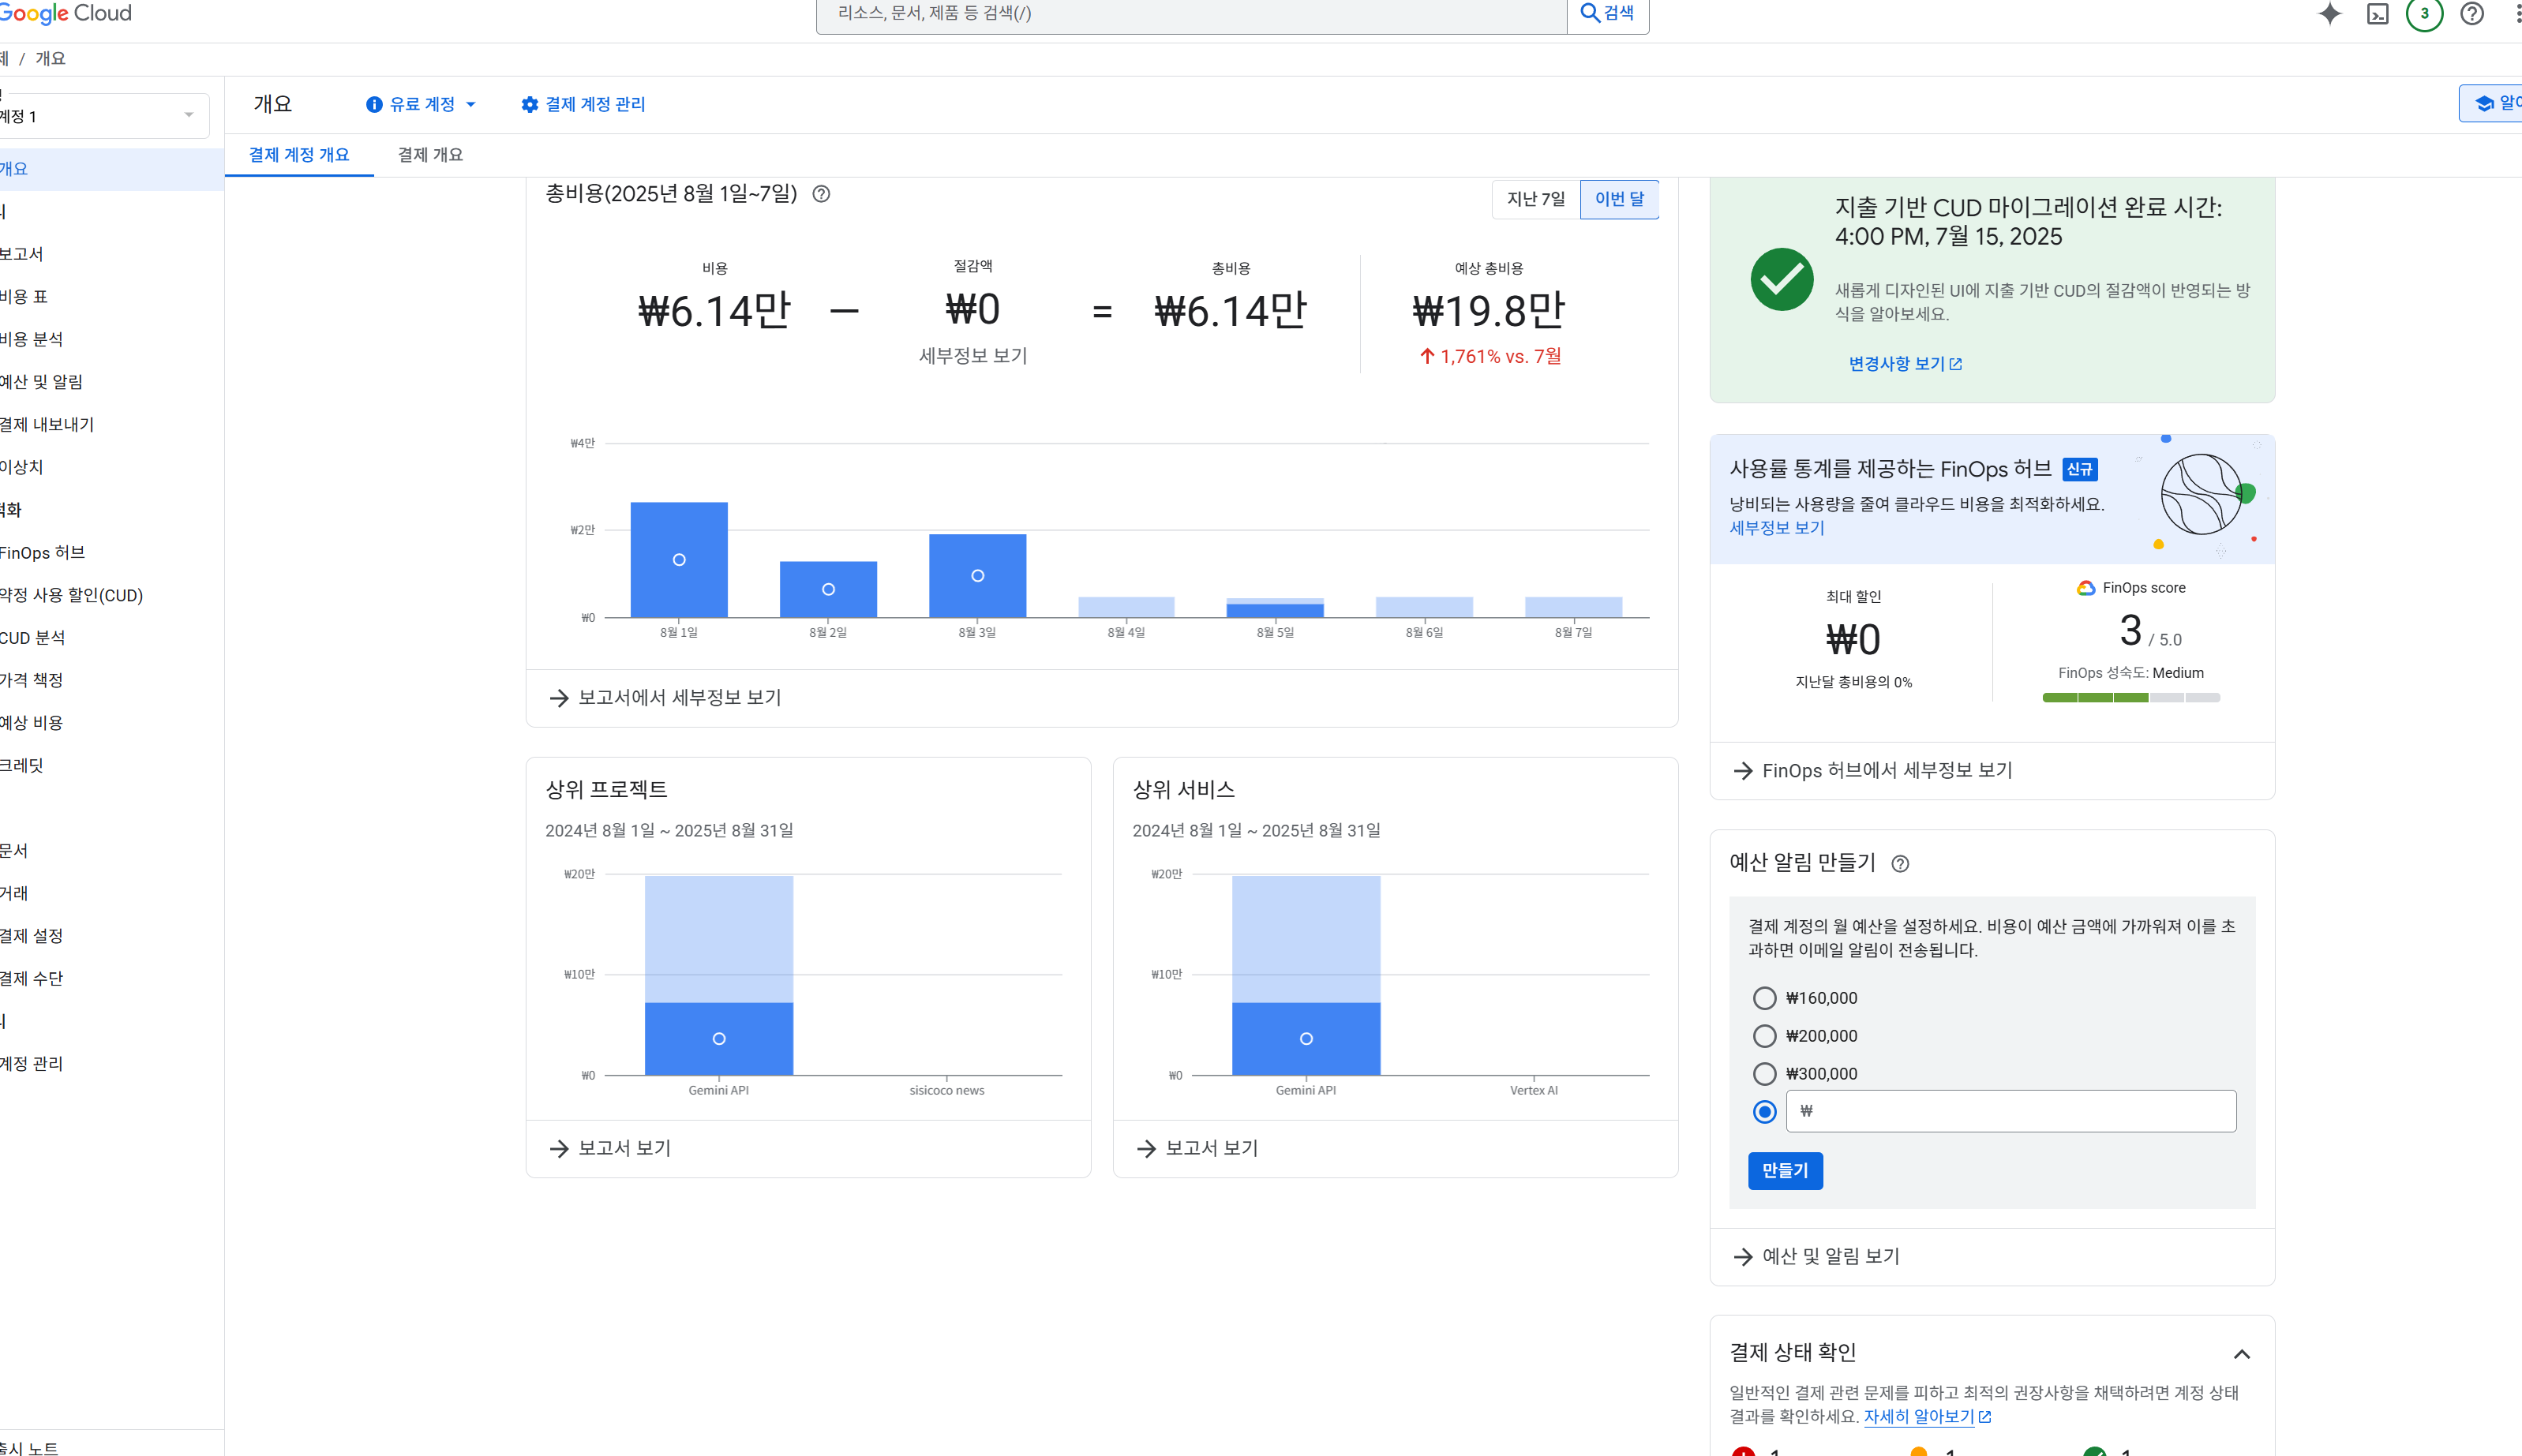 Google Cloud
리소스, 문서, 제품 등 검색(/)
검색
3
제 / 개요
계정 1
개요
유료 계정
결제 계정 관리
결제 계정 개요
결제 개요
개요
보고서
비용 표
비용 분석
예산 및 알림
결제 내보내기
이상치
FinOps 허브
약정 사용 할인(CUD)
CUD 분석
가격 책정
예상 비용
크레딧
문서
거래
결제 설정
결제 수단
계정 관리
출시 노트
총비용(2025년 8월 1일~7일)
지난 7일
이번 달
비용
₩6.14만
−
절감액
₩0
세부정보 보기
=
총비용
₩6.14만
예상 총비용
₩19.8만
1,761% vs. 7월
₩4만
₩2만
₩0
8월 1일
8월 2일
8월 3일
8월 4일
8월 5일
8월 6일
8월 7일
보고서에서 세부정보 보기
상위 프로젝트
2024년 8월 1일 ~ 2025년 8월 31일
₩20만
₩10만
₩0
Gemini API
sisicoco news
보고서 보기
상위 서비스
2024년 8월 1일 ~ 2025년 8월 31일
₩20만
₩10만
₩0
Gemini API
Vertex AI
보고서 보기
지출 기반 CUD 마이그레이션 완료 시간:
4:00 PM, 7월 15, 2025
새롭게 디자인된 UI에 지출 기반 CUD의 절감액이 반영되는 방
식을 알아보세요.
변경사항 보기
사용률 통계를 제공하는 FinOps 허브 신규
낭비되는 사용량을 줄여 클라우드 비용을 최적화하세요.
세부정보 보기
최대 할인
₩0
지난달 총비용의 0%
FinOps score
3 / 5.0
FinOps 성숙도: Medium
FinOps 허브에서 세부정보 보기
예산 알림 만들기
결제 계정의 월 예산을 설정하세요. 비용이 예산 금액에 가까워져 이를 초
과하면 이메일 알림이 전송됩니다.
₩160,000
₩200,000
₩300,000
₩
만들기
예산 및 알림 보기
결제 상태 확인
일반적인 결제 관련 문제를 피하고 최적의 권장사항을 채택하려면 계정 상태
결과를 확인하세요. 자세히 알아보기
1
1
1